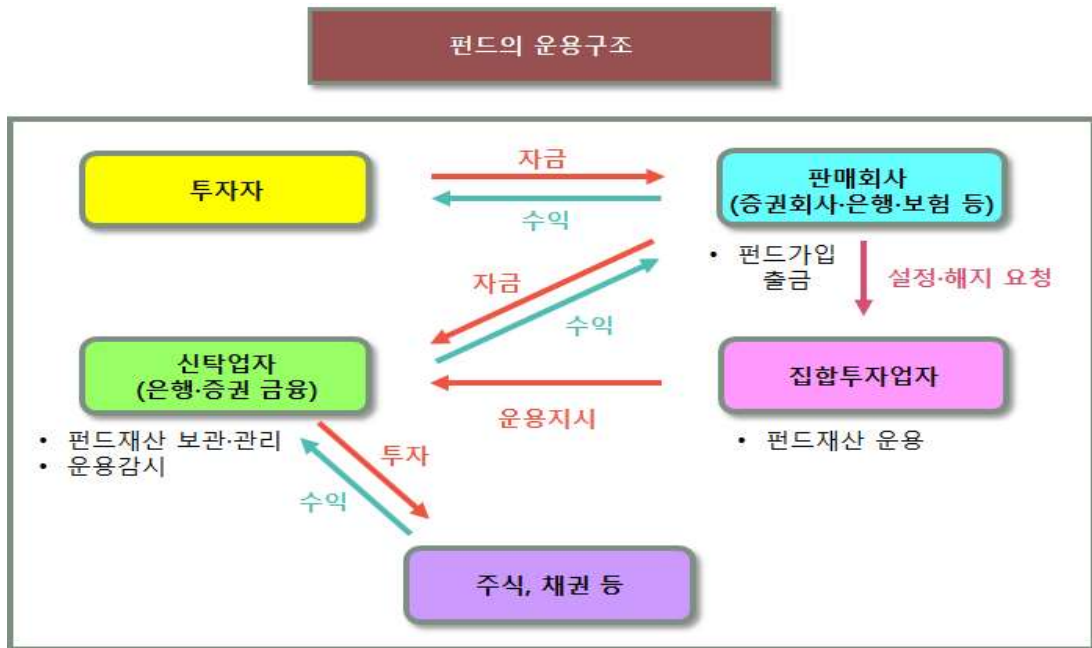 펀드의 운용구조
투자자
자금
수익
판매회사
(증권회사·은행·보험 등)
• 펀드가입
출금
설정·해지 요청
자금
수익
신탁업자
(은행·증권 금융)
• 펀드재산 보관·관리
• 운용감시
운용지시
집합투자업자
• 펀드재산 운용
투자
수익
주식, 채권 등